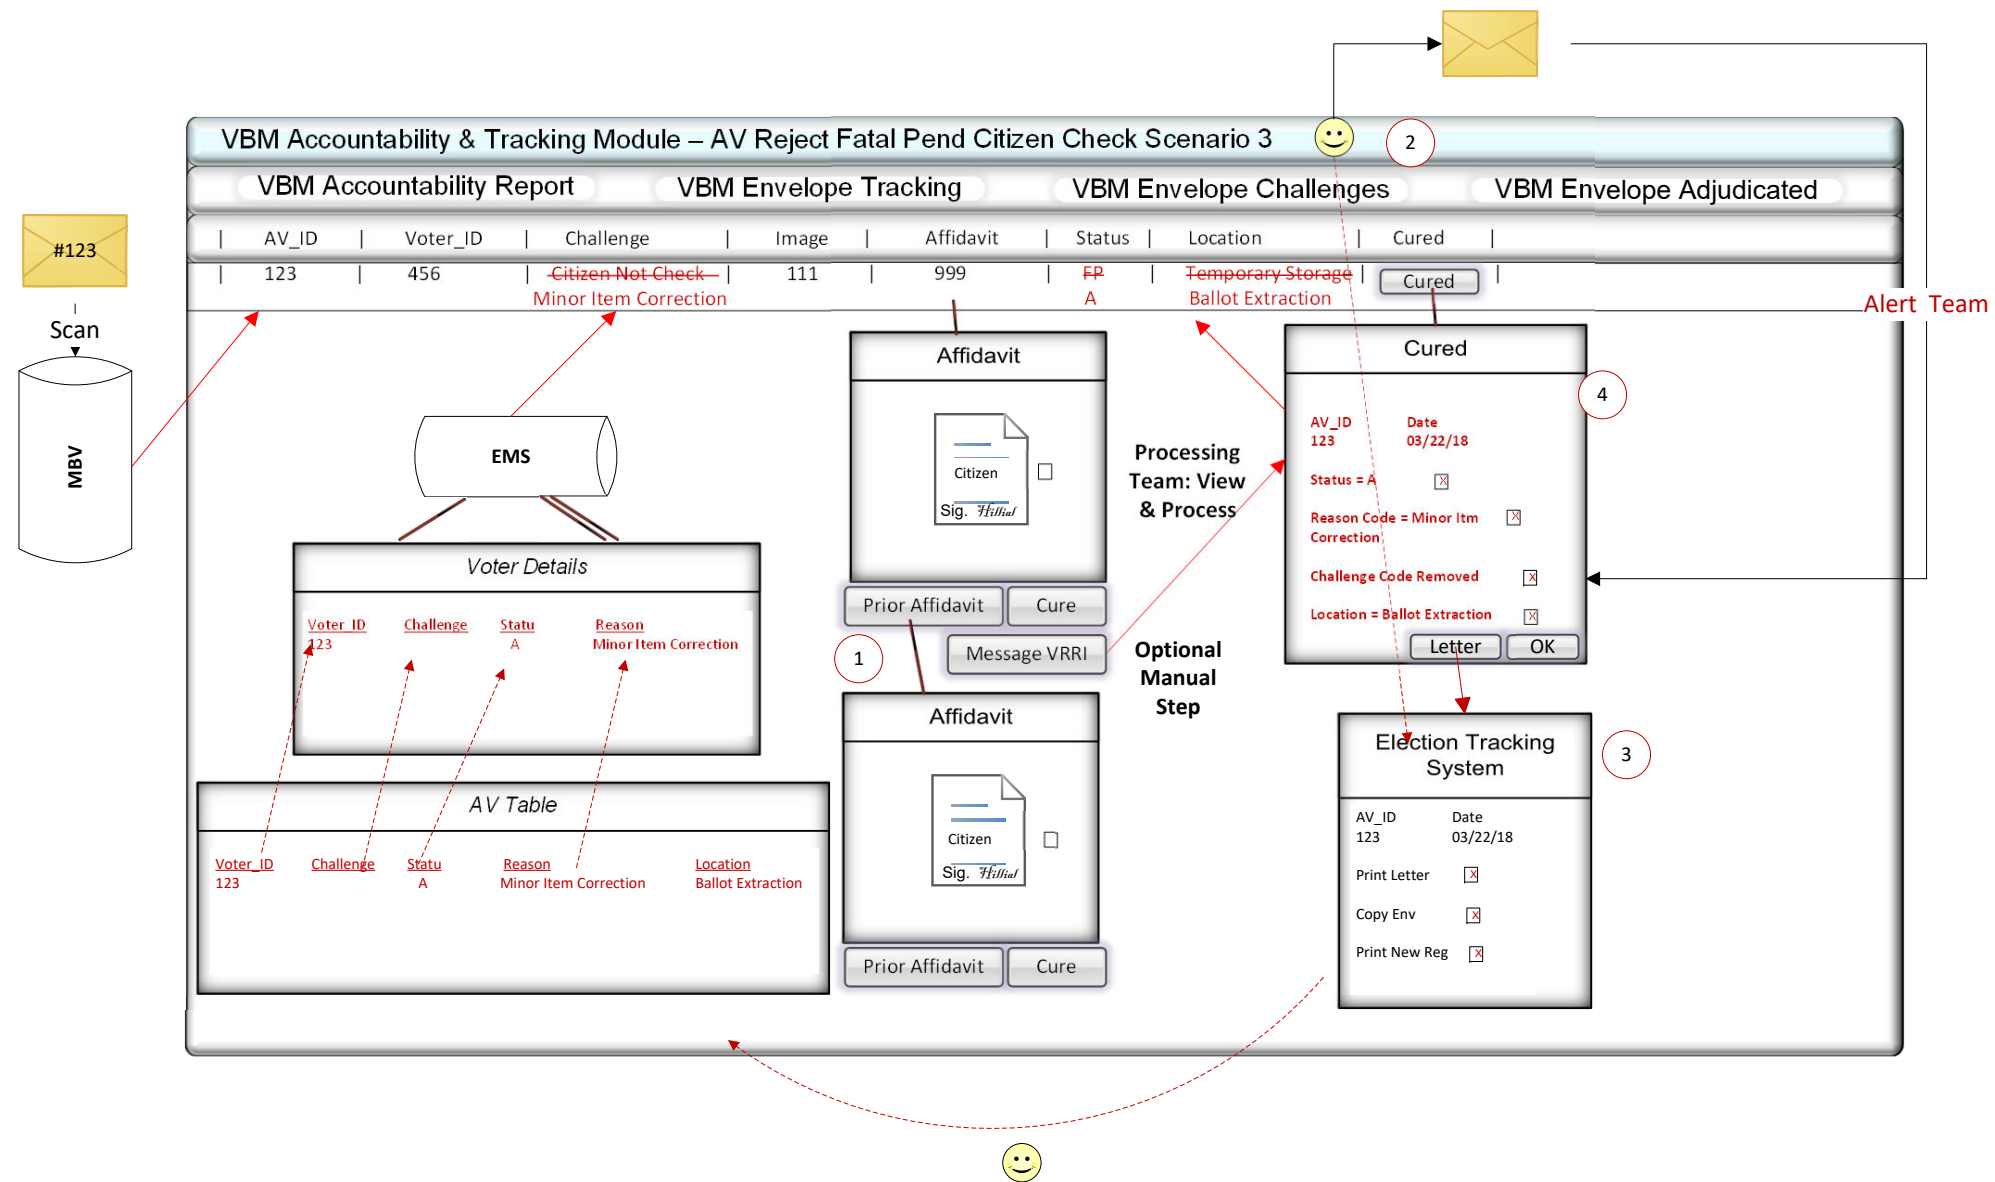 VBM Accountability & Tracking Module – AV Reject Fatal Pend Citizen Check Scenario 3
2
VBM Accountability Report VBM Envelope Tracking VBM Envelope Challenges VBM Envelope Adjudicated
| AV_ID | Voter_ID | Challenge | Image | Affidavit | Status | Location | Cured |
| 123 | 456 | Citizen Not Check | 111 | 999 | FP | Temporary Storage | Cured |
Minor Item Correction A Ballot Extraction
Alert Team
#123
Scan
MBV
EMS
Voter Details
Voter_ID Challenge Statu Reason
123 A Minor Item Correction
AV Table
Voter_ID Challenge Statu Reason Location
123 A Minor Item Correction Ballot Extraction
Affidavit
Citizen
Sig.
Prior Affidavit Cure
Message VRRI
1
Affidavit
Citizen
Sig.
Prior Affidavit Cure
Processing
Team: View
& Process
Optional
Manual
Step
Cured
4
AV_ID Date
123 03/22/18
Status = A X
Reason Code = Minor Itm X
Correction
Challenge Code Removed X
Location = Ballot Extraction X
Letter OK
Election Tracking
System
3
AV_ID Date
123 03/22/18
Print Letter X
Copy Env X
Print New Reg X